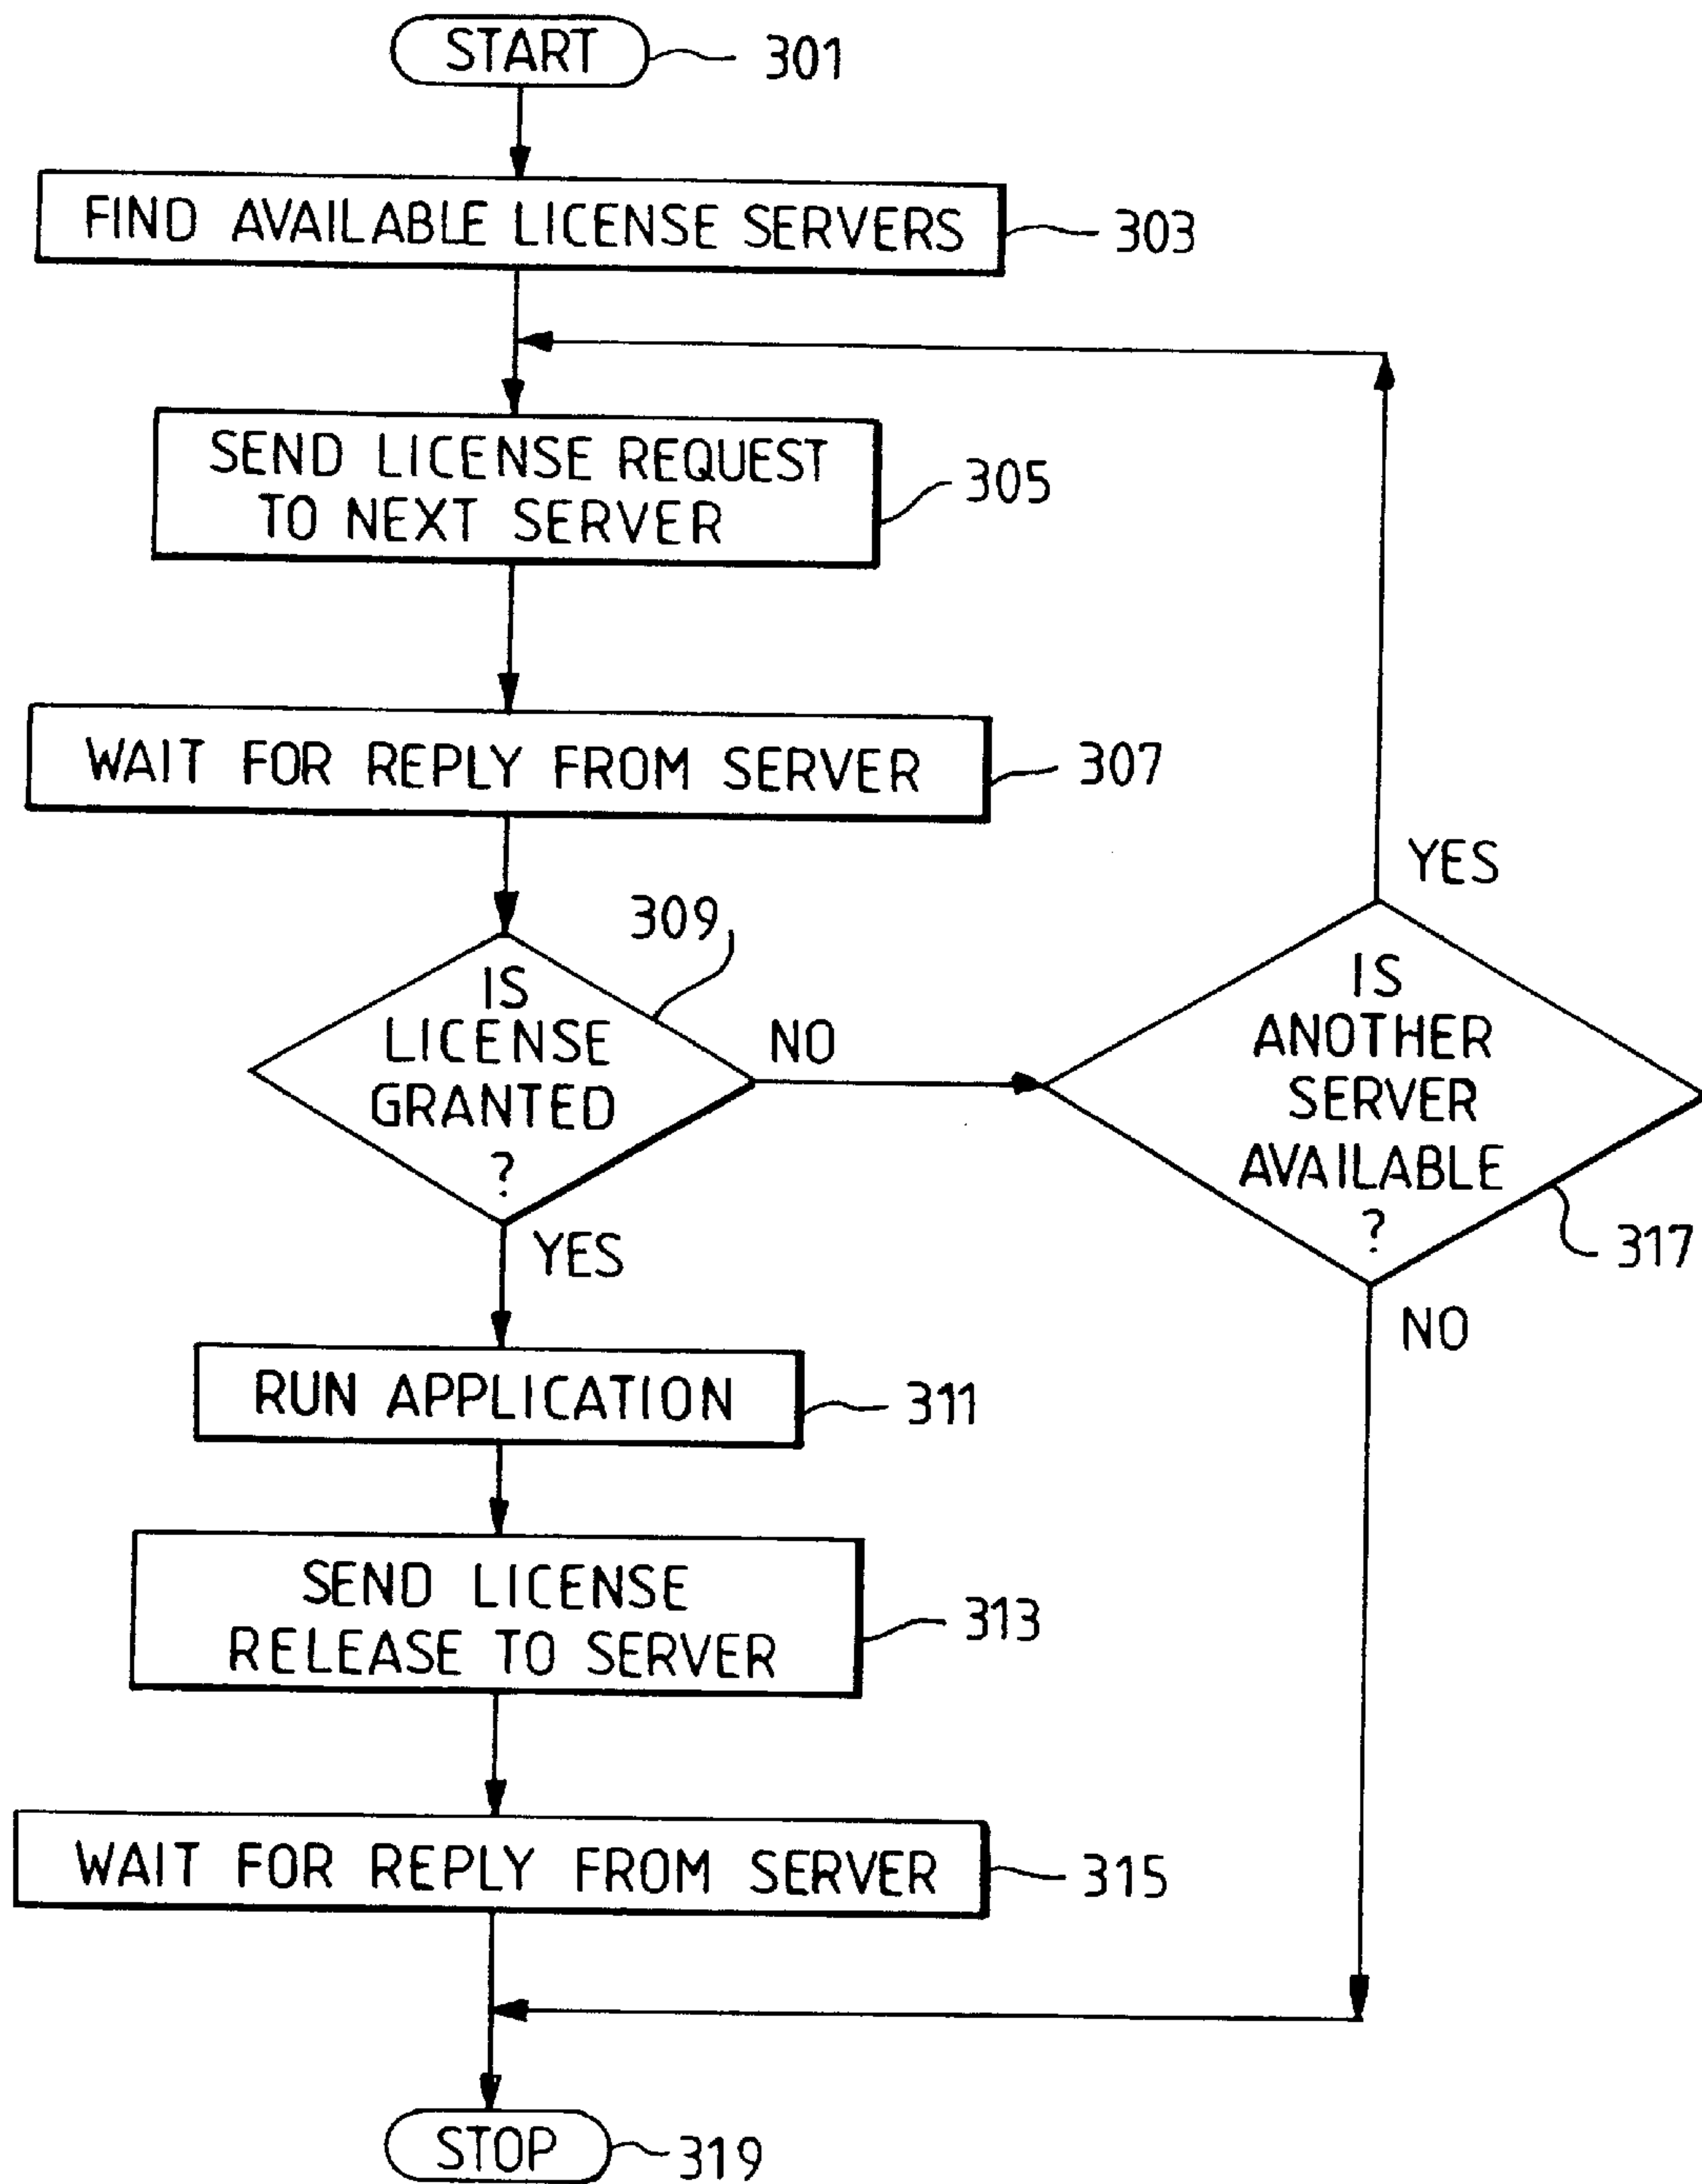 START
301
FIND AVAILABLE LICENSE SERVERS
303
SEND LICENSE REQUEST
TO NEXT SERVER
305
WAIT FOR REPLY FROM SERVER
307
309
IS
LICENSE
GRANTED
?
NO
YES
IS
ANOTHER
SERVER
AVAILABLE
?
YES
317
NO
RUN APPLICATION
311
SEND LICENSE
RELEASE TO SERVER
313
WAIT FOR REPLY FROM SERVER
315
STOP
319